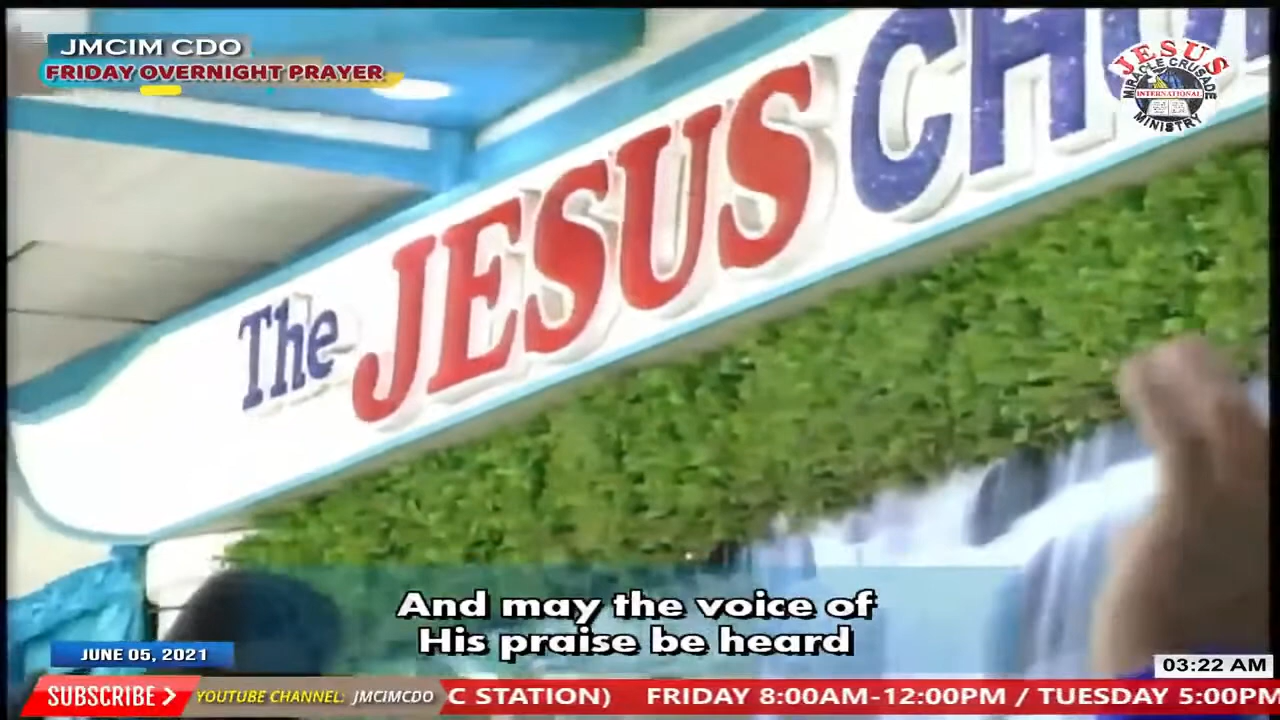 JMCIM CDO
FRIDAY OVERNIGHT PRAYER
JESUS
MIRACLE CRUSADE
INTERNATIONAL
MINISTRY
The JESUS
And may the voice of
His praise be heard
JUNE 05, 2021
03:22 AM
SUBSCRIBE
YOUTUBE CHANNEL: JMCIMCDO
C STATION) FRIDAY 8:00AM-12:00PM / TUESDAY 5:00PM